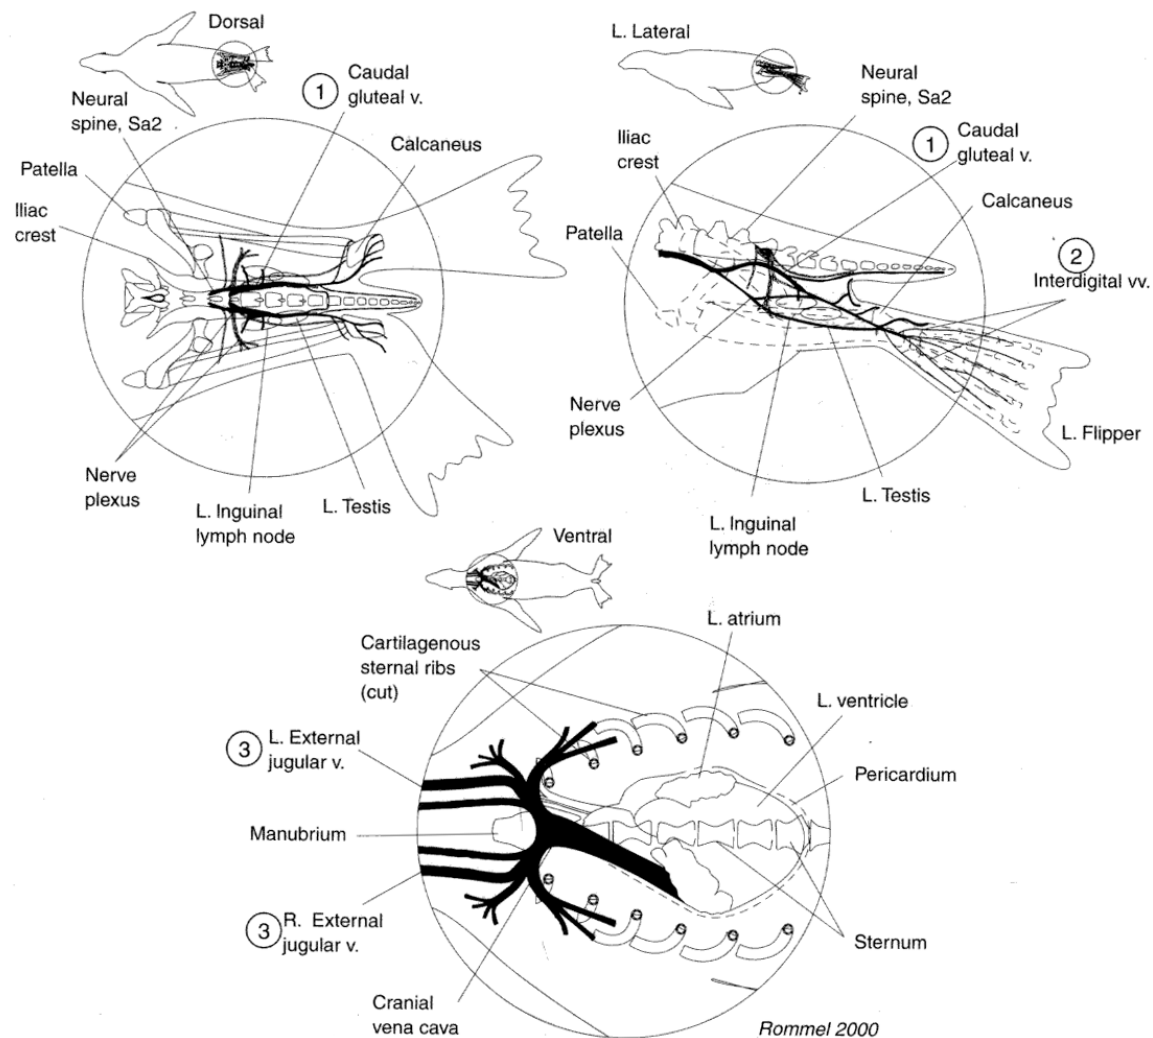 Dorsal
Neural
spine, Sa2
1
Caudal
gluteal v.
Calcaneus
Patella
Iliac
crest
Nerve
plexus
L. Inguinal
lymph node
L. Testis
L. Lateral
Neural
spine, Sa2
Iliac
crest
1
Caudal
gluteal v.
Calcaneus
Patella
2
Interdigital vv.
Nerve
plexus
L. Flipper
L. Testis
L. Inguinal
lymph node
Ventral
L. atrium
Cartilagenous
sternal ribs
(cut)
L. ventricle
3
L. External
jugular v.
Pericardium
Manubrium
3
R. External
jugular v.
Sternum
Cranial
vena cava
Rommel 2000